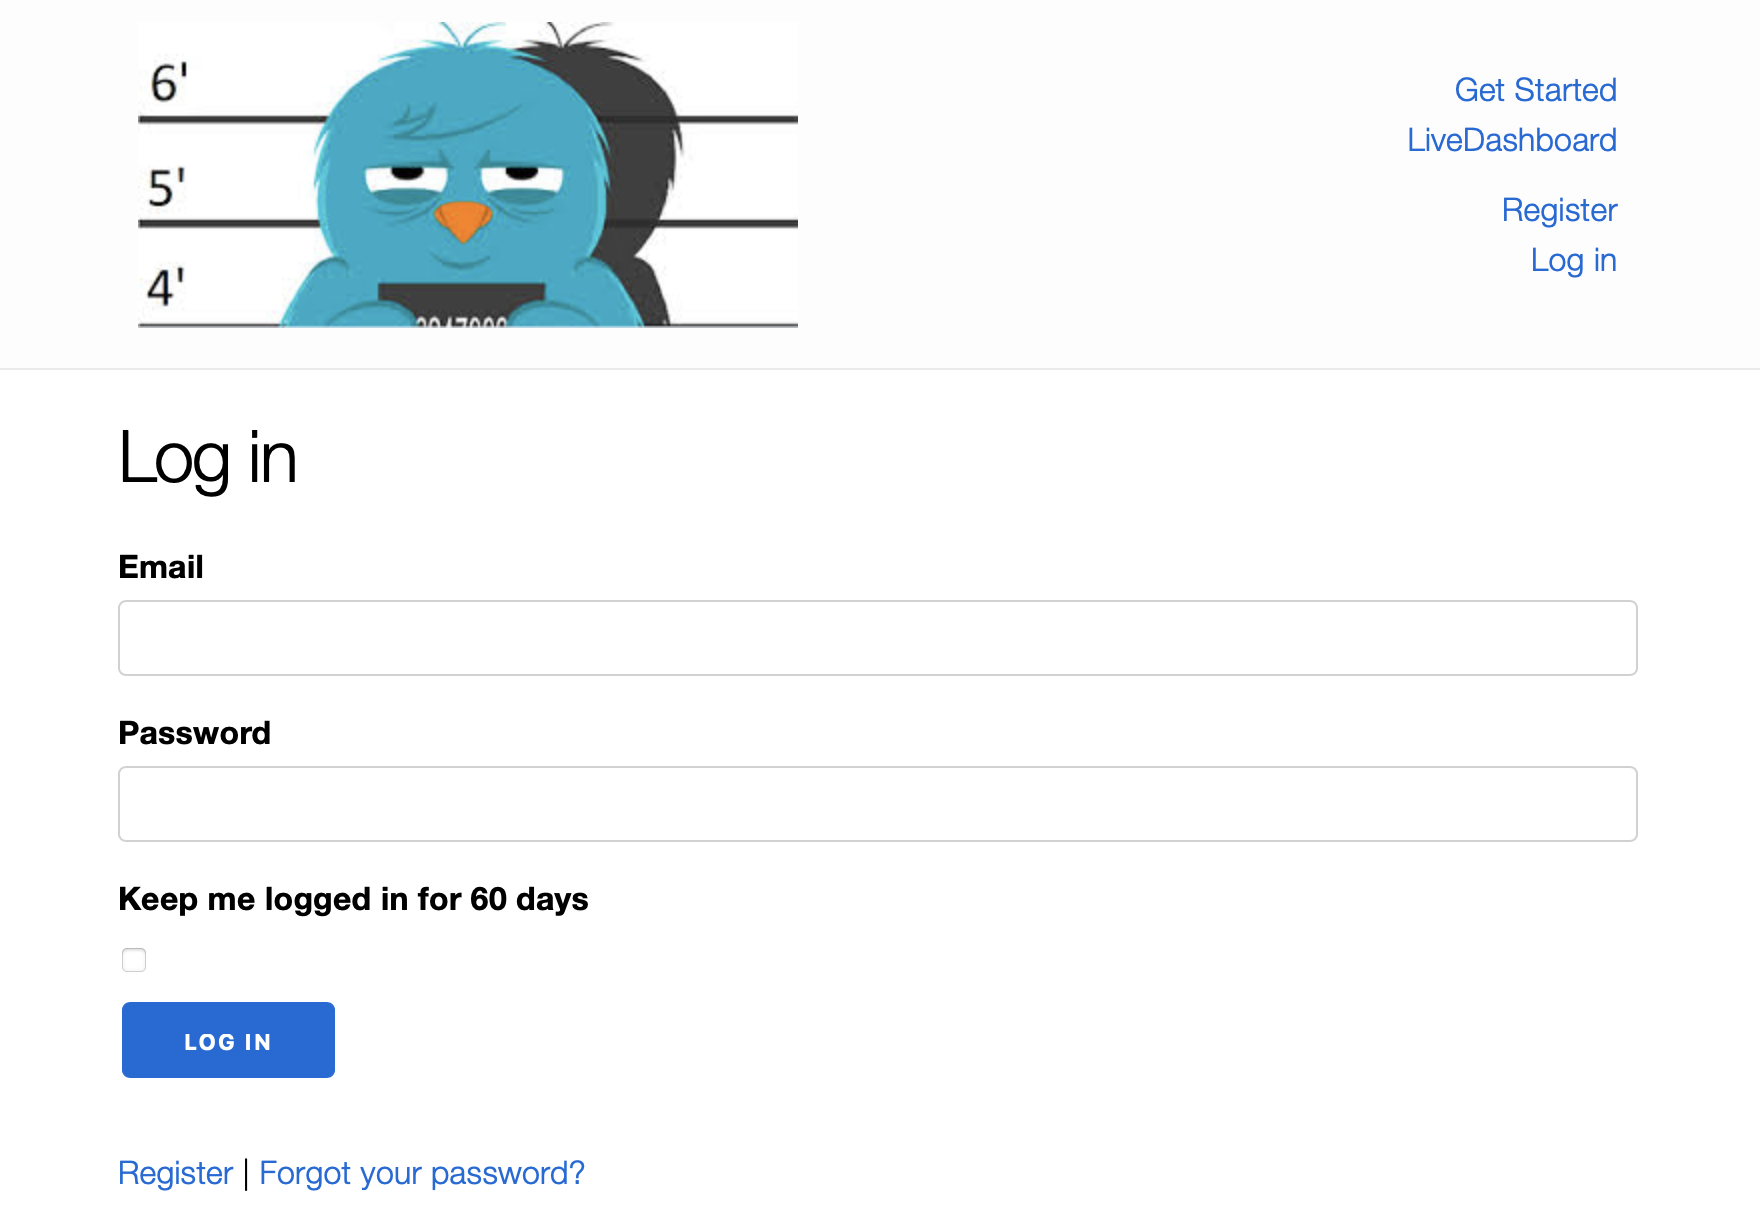 6'
5'
4'
Get Started
LiveDashboard
Register
Log in
Log in
Email
Password
Keep me logged in for 60 days
LOG IN
Register | Forgot your password?